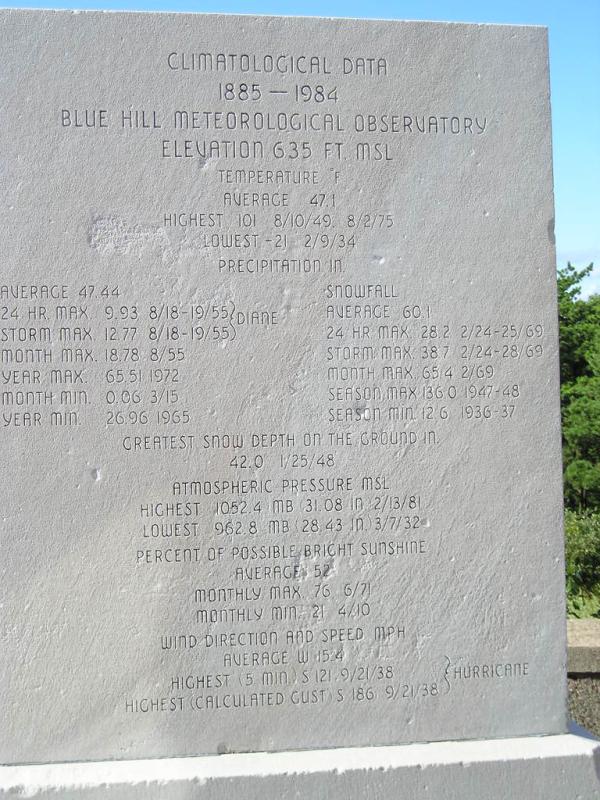 CLIMATOLOGICAL DATA
1885 — 1984
BLUE HILL METEOROLOGICAL OBSERVATORY
ELEVATION 635 FT. MSL
TEMPERATURE °F
AVERAGE 47.1
HIGHEST 101 8/10/49, 8/2/75
LOWEST -21 2/9/34
PRECIPITATION IN.
AVERAGE 47.44
24 HR. MAX. 9.93 8/18-19/55
STORM MAX. 12.77 8/18-19/55
} DIANE
MONTH MAX. 18.78 8/55
YEAR MAX. 65.51 1972
MONTH MIN. 0.06 3/15
YEAR MIN. 26.96 1965
SNOWFALL
AVERAGE 60.1
24 HR. MAX. 28.2 2/24-25/69
STORM MAX. 38.7 2/24-28/69
MONTH MAX. 65.4 2/69
SEASON MAX. 136.0 1947-48
SEASON MIN. 12.6 1936-37
GREATEST SNOW DEPTH ON THE GROUND IN.
42.0 1/25/48
ATMOSPHERIC PRESSURE MSL
HIGHEST 1052.4 MB (31.08 IN.) 2/13/81
LOWEST 962.8 MB (28.43 IN.) 3/7/32
PERCENT OF POSSIBLE BRIGHT SUNSHINE
AVERAGE 52
MONTHLY MAX. 76 6/71
MONTHLY MIN. 21 4/10
WIND DIRECTION AND SPEED MPH
AVERAGE W 15.4
HIGHEST (5 MIN.) S 121 9/21/38
HIGHEST (CALCULATED GUST) S 186 9/21/38
} HURRICANE